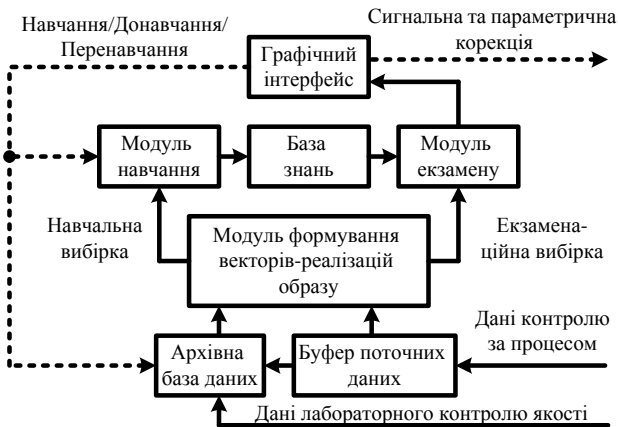 Навчання/Донавчання/
Перенавчання
Сигнальна та параметрична
корекція
Графічний
інтерфейс
Модуль
навчання
База
знань
Модуль
екзамену
Навчальна
вибірка
Модуль формування
векторів-реалізацій
образу
Екзамена-
ційна вибірка
Архівна
база даних
Буфер поточних
даних
Дані контролю
за процесом
Дані лабораторного контролю якості